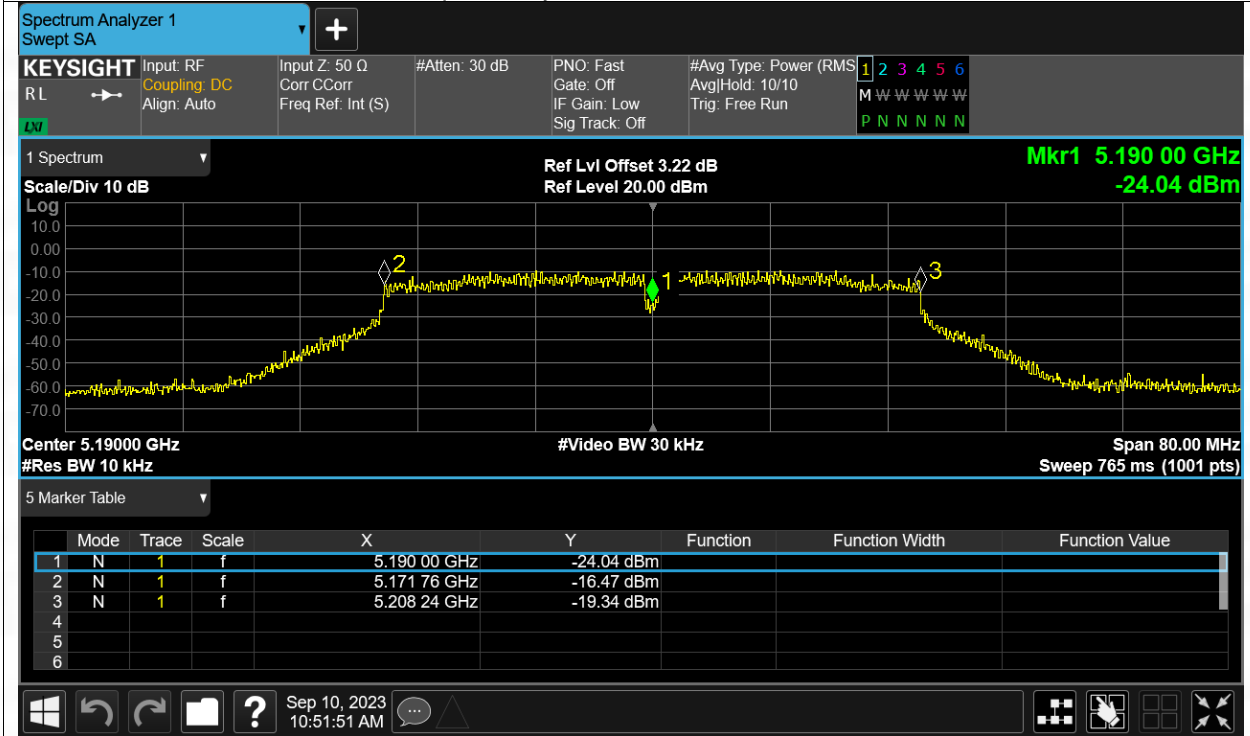 Spectrum Analyzer 1
Swept SA
+
KEYSIGHT Input: RF Input Z: 50 Ω #Atten: 30 dB PNO: Fast #Avg Type: Power (RMS 1 2 3 4 5 6
R L Coupling: DC Corr CCorr Gate: Off Avg|Hold: 10/10 M W W W W W
Align: Auto Freq Ref: Int (S) IF Gain: Low Trig: Free Run
LXI Sig Track: Off P N N N N N
1 Spectrum Ref Lvl Offset 3.22 dB Mkr1 5.190 00 GHz
Scale/Div 10 dB Ref Level 20.00 dBm -24.04 dBm
Log
10.0
0.00
-10.0 2 1 3
-20.0
-30.0
-40.0
-50.0
-60.0
-70.0
Center 5.19000 GHz #Video BW 30 kHz Span 80.00 MHz
#Res BW 10 kHz Sweep 765 ms (1001 pts)
5 Marker Table
Mode Trace Scale X Y Function Function Width Function Value
1 N 1 f 5.190 00 GHz -24.04 dBm
2 N 1 f 5.171 76 GHz -16.47 dBm
3 N 1 f 5.208 24 GHz -19.34 dBm
4
5
6
? Sep 10, 2023
10:51:51 AM